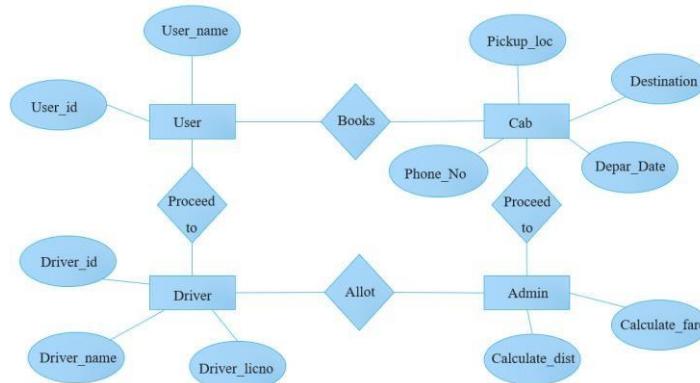 User_name
Pickup_loc
Destination
User_id
User
Books
Cab
Phone_No
Depar_Date
Proceed
to
Proceed
to
Driver_id
Driver
Allot
Admin
Calculate_fare
Driver_name
Driver_licno
Calculate_dist